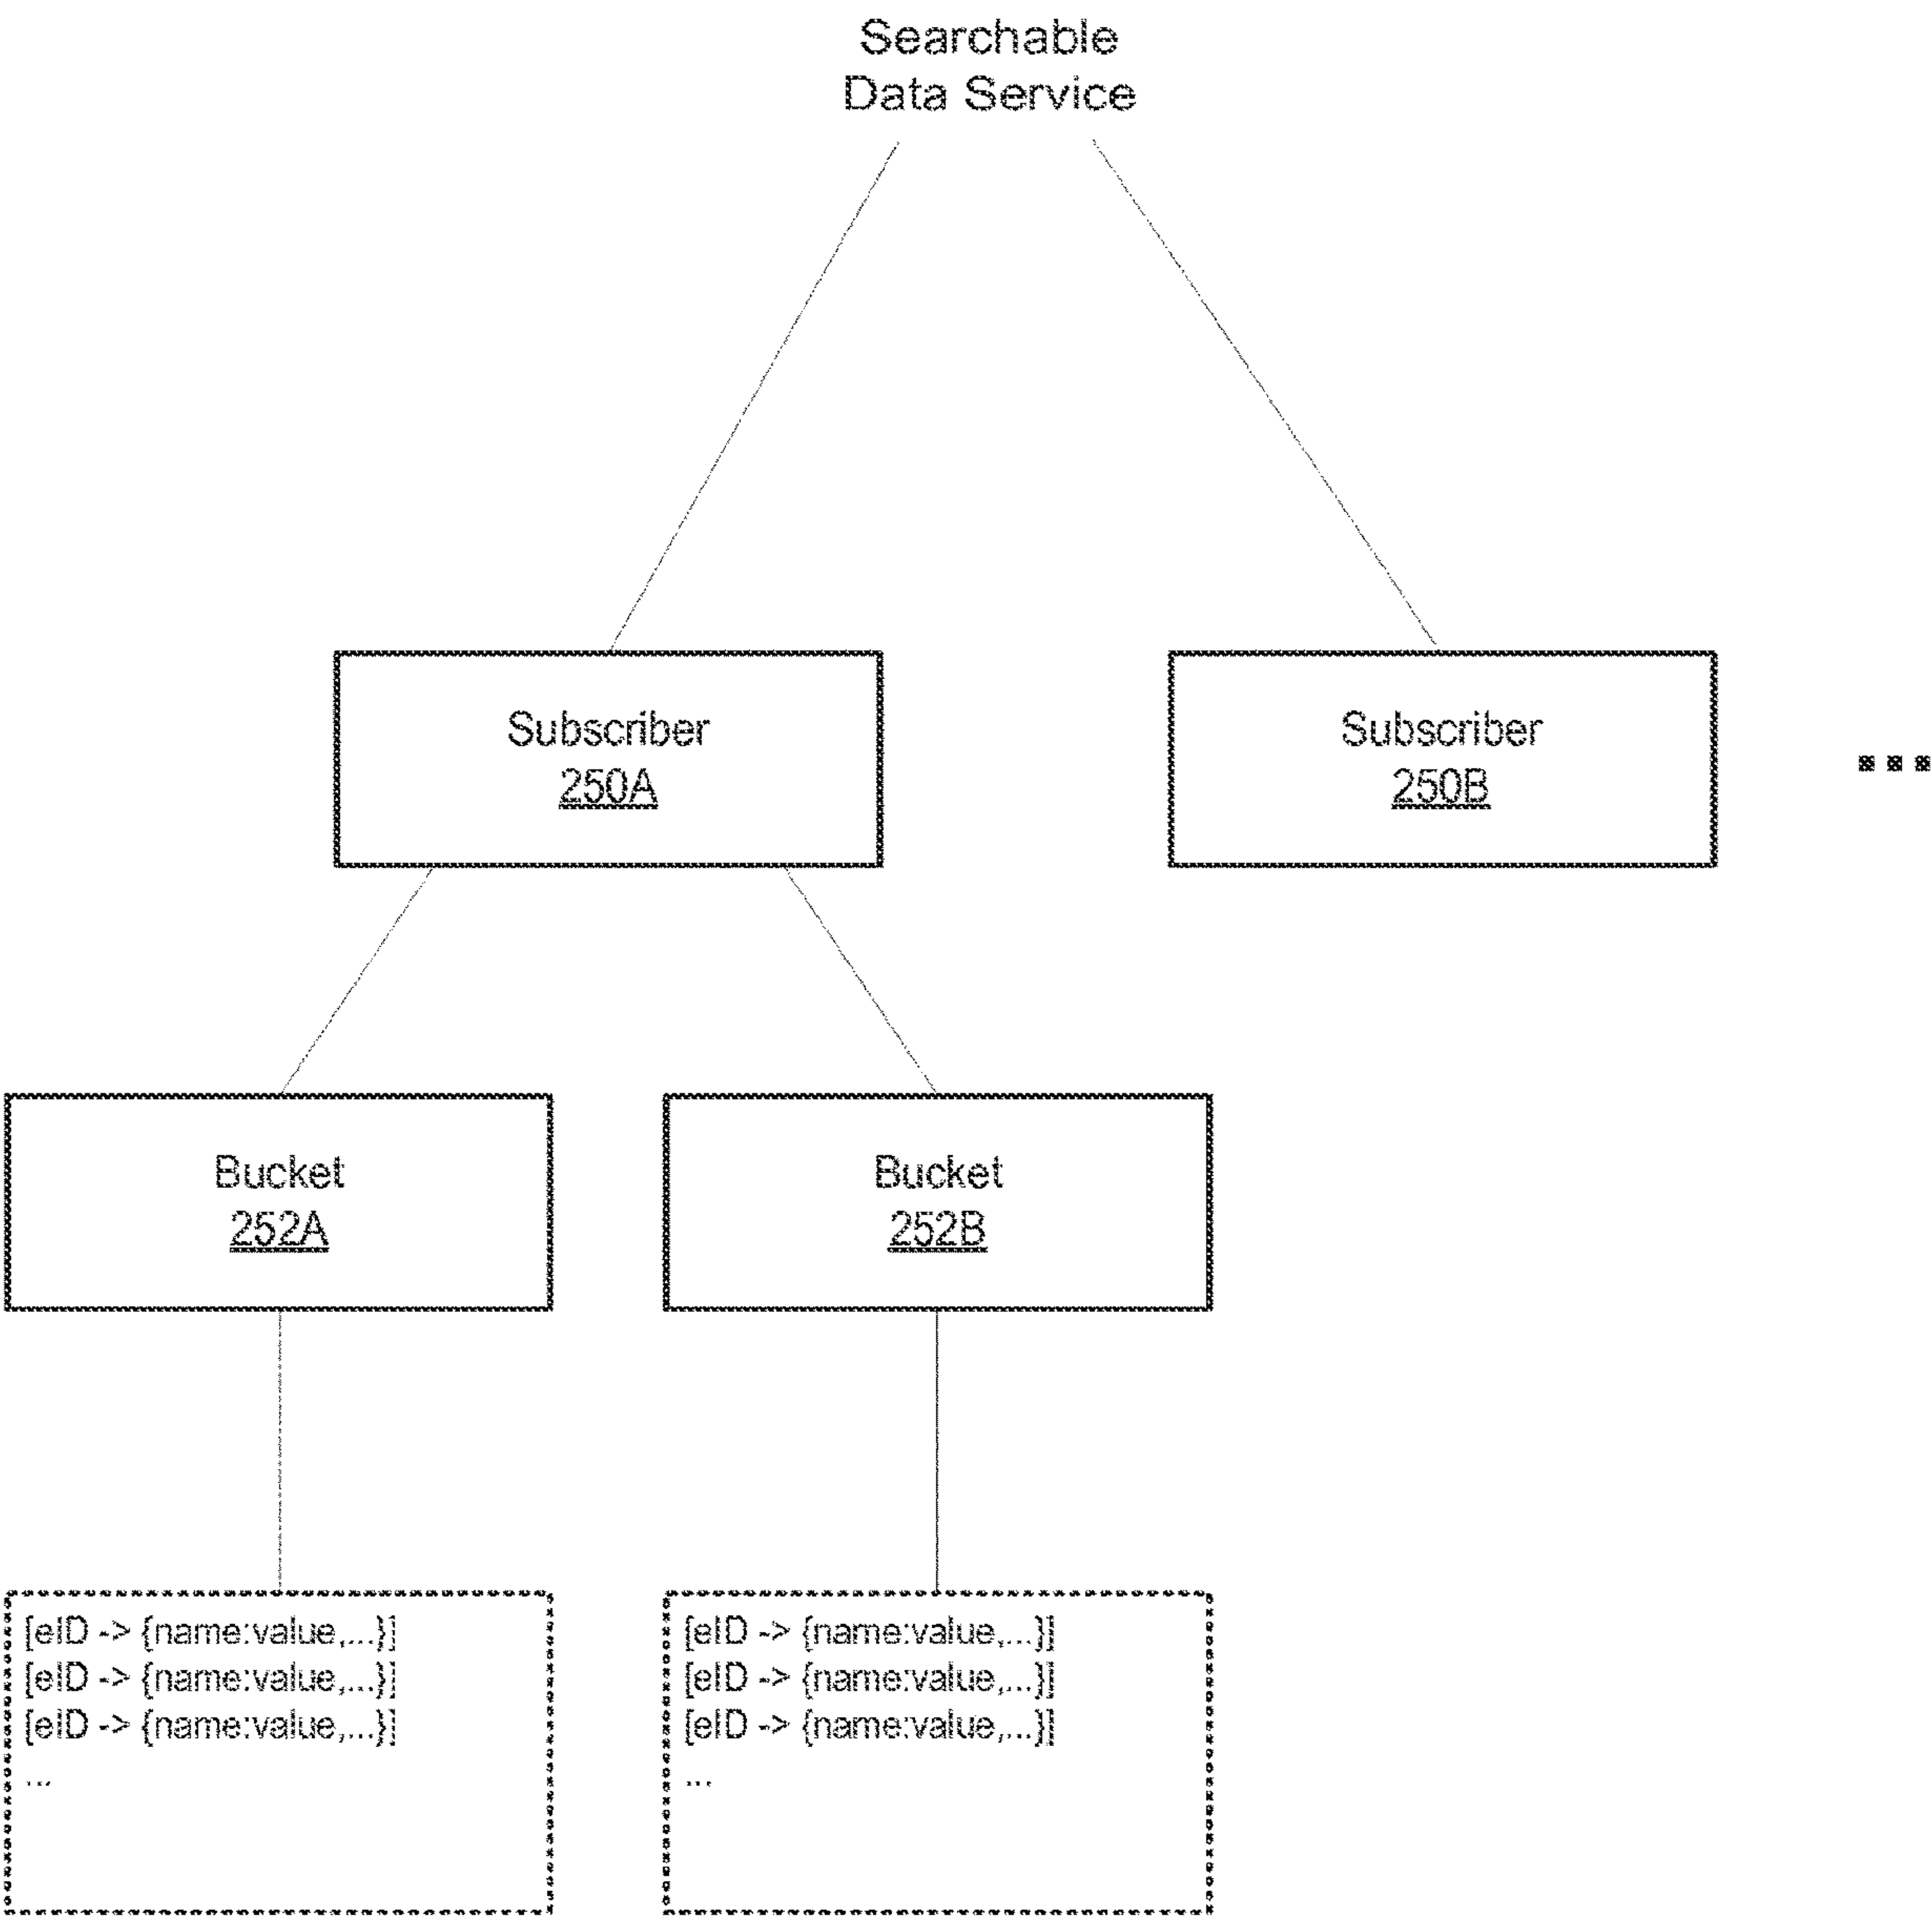 Searchable
Data Service
Subscriber
250A
Subscriber
250B
...
Bucket
252A
Bucket
252B
[eID -> {name:value,...}]
[eID -> {name:value,...}]
[eID -> {name:value,...}]
...
[eID -> {name:value,...}]
[eID -> {name:value,...}]
[eID -> {name:value,...}]
...